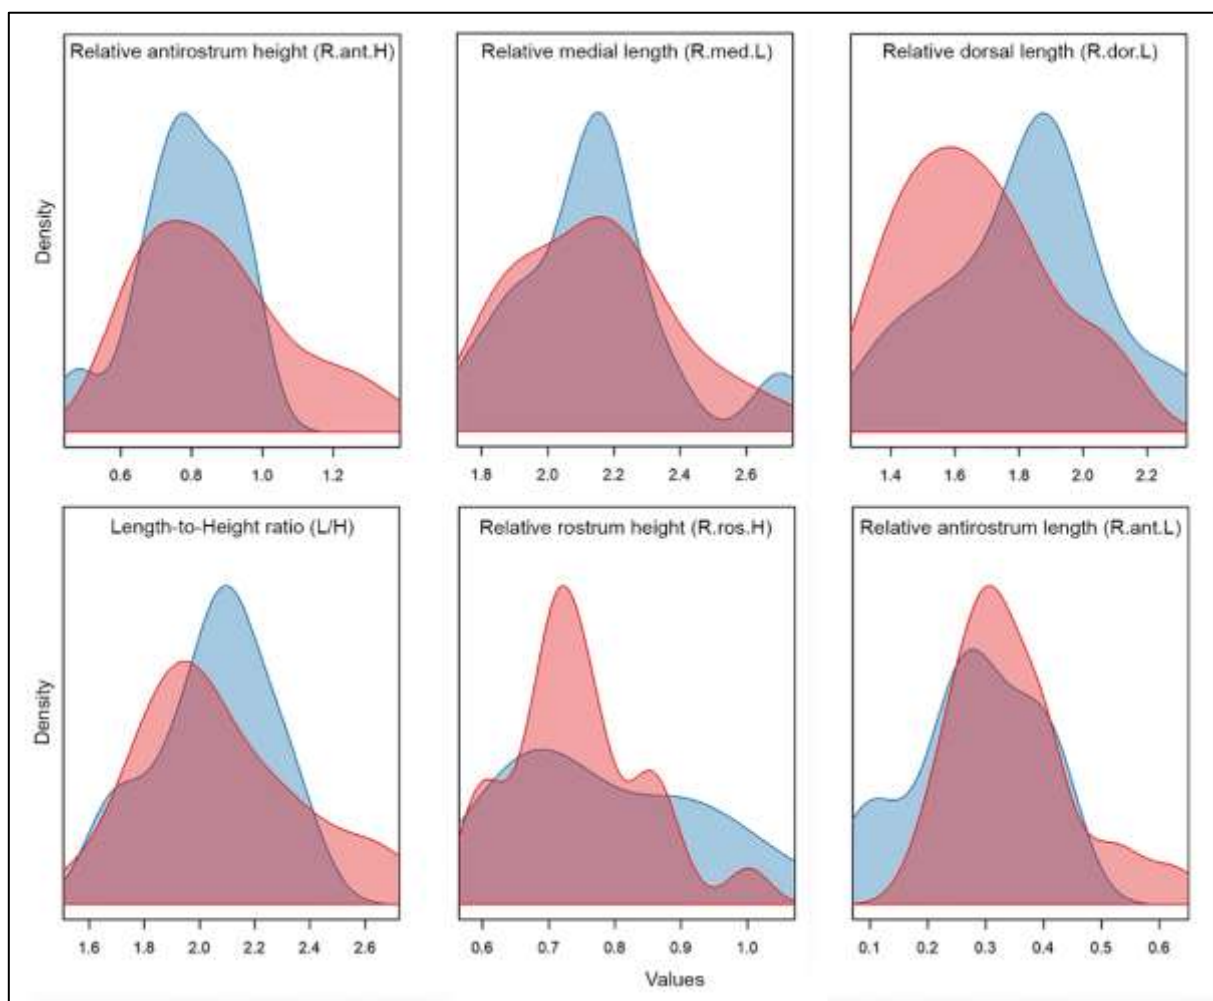 Relative antirostrum height (R.ant.H)
Relative medial length (R.med.L)
Relative dorsal length (R.dor.L)
Density
0.6 0.8 1.0 1.2
1.8 2.0 2.2 2.4 2.6
1.4 1.6 1.8 2.0 2.2
Length-to-Height ratio (L/H)
Relative rostrum height (R.ros.H)
Relative antirostrum length (R.ant.L)
Density
1.6 1.8 2.0 2.2 2.4 2.6
0.6 0.7 0.8 0.9 1.0
0.1 0.2 0.3 0.4 0.5 0.6
Values